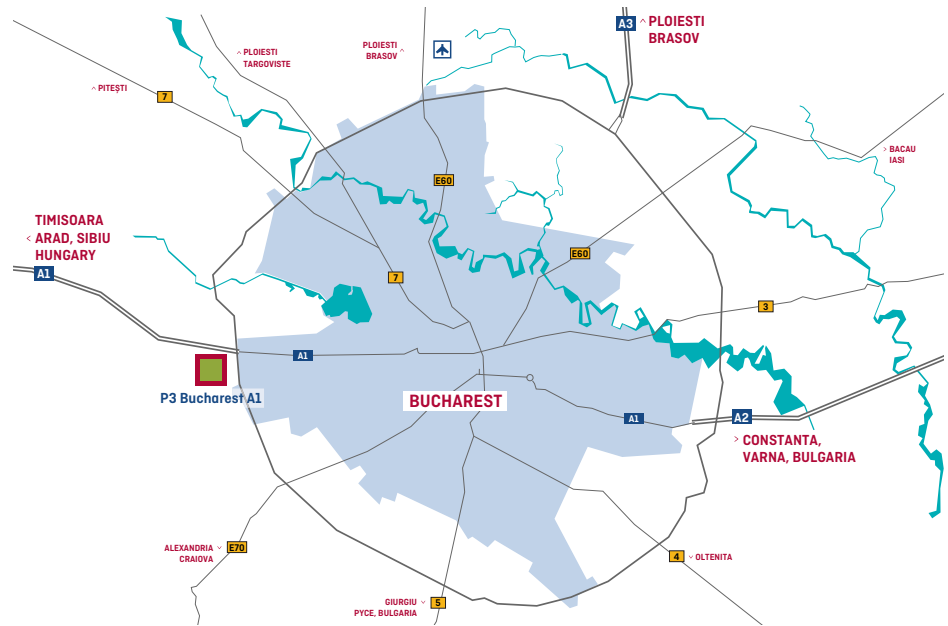 A3
PLOIESTI
BRASOV
PLOIESTI
TARGOVISTE
PLOIESTI
BRASOV
PITEȘTI
7
BACAU
IASI
E60
TIMISOARA
ARAD, SIBIU
HUNGARY
A1
E60
7
3
A1
P3 Bucharest A1
BUCHAREST
A1
A2
CONSTANTA,
VARNA, BULGARIA
ALEXANDRIA
CRAIOVA
E70
4
OLTENITA
GIURGIU
PYCE, BULGARIA
5